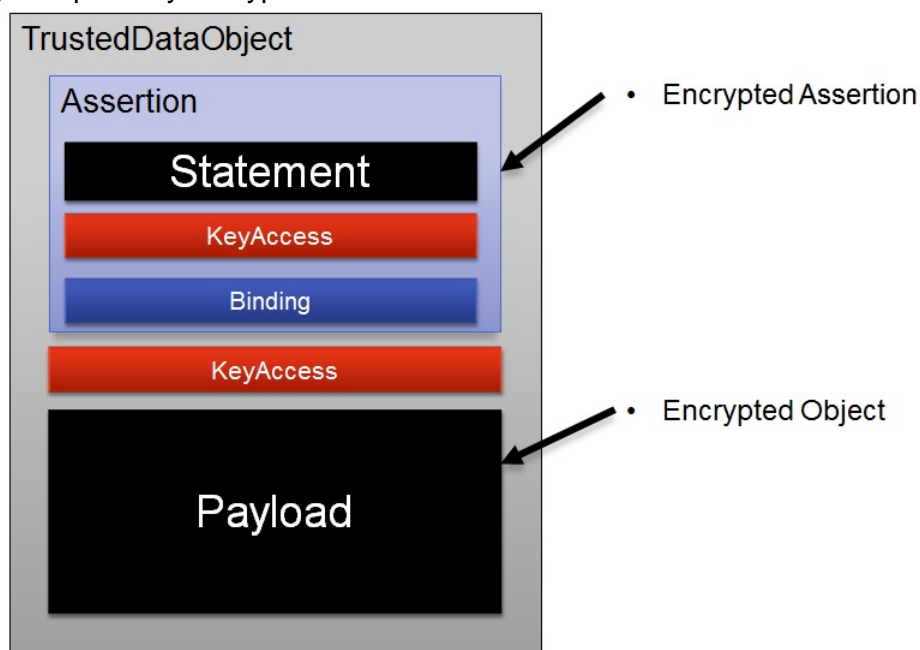 TrustedDataObject
Assertion
• Encrypted Assertion
Statement
KeyAccess
Binding
KeyAccess
• Encrypted Object
Payload